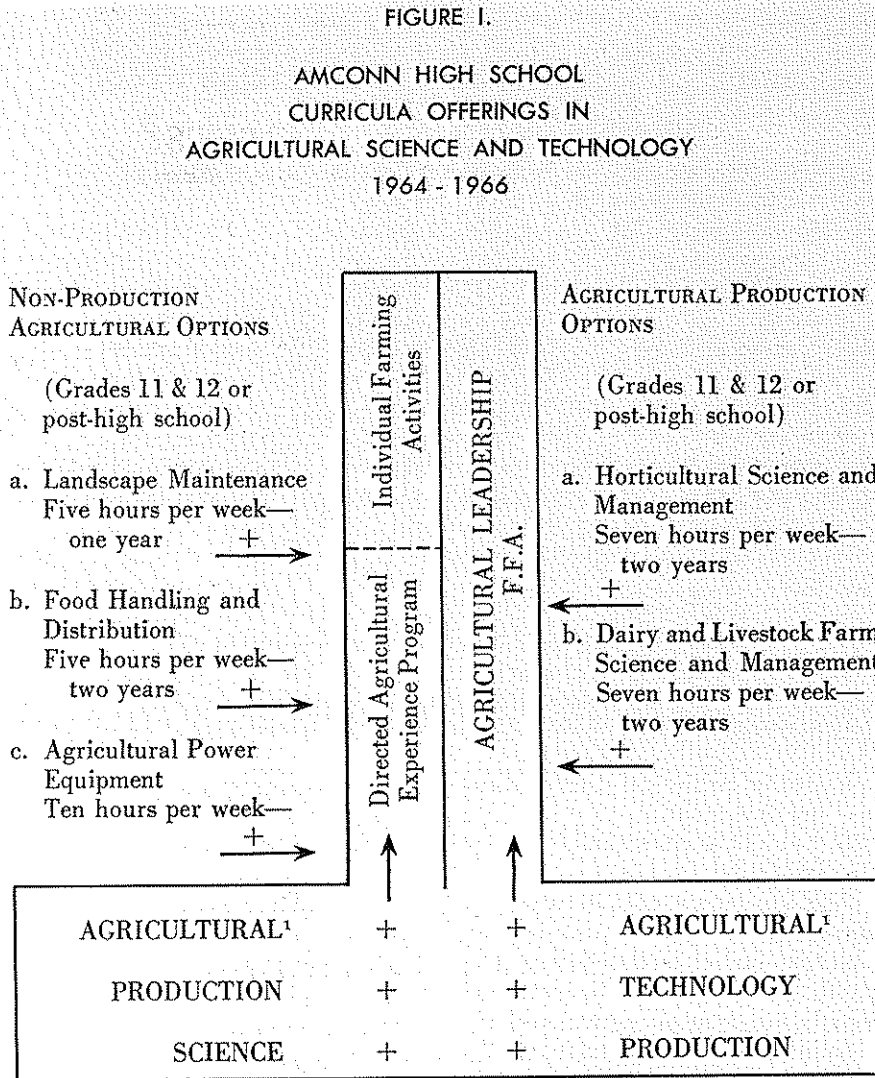 FIGURE I.
AMCONN HIGH SCHOOL
CURRICULA OFFERINGS IN
AGRICULTURAL SCIENCE AND TECHNOLOGY
1964 - 1966
NON-PRODUCTION
AGRICULTURAL OPTIONS
(Grades 11 & 12 or
post-high school)
a. Landscape Maintenance
Five hours per week—
one year +
b. Food Handling and
Distribution
Five hours per week—
two years +
c. Agricultural Power
Equipment
Ten hours per week—
+
Individual Farming
Activities
Directed Agricultural
Experience Program
AGRICULTURAL LEADERSHIP
F.F.A.
AGRICULTURAL PRODUCTION
OPTIONS
(Grades 11 & 12 or
post-high school)
a. Horticultural Science and
Management
Seven hours per week—
two years
+
b. Dairy and Livestock Farm
Science and Management
Seven hours per week—
two years
+
AGRICULTURAL¹ + + AGRICULTURAL¹
PRODUCTION + + TECHNOLOGY
SCIENCE + + PRODUCTION